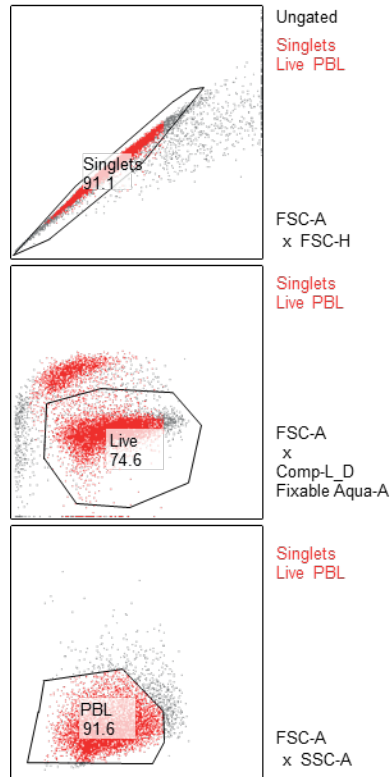 Ungated
Singlets
Live PBL
Singlets
91.1
FSC-A
x FSC-H
Singlets
Live PBL
Live
74.6
FSC-A
x
Comp-L_D
Fixable Aqua-A
Singlets
Live PBL
PBL
91.6
FSC-A
x SSC-A